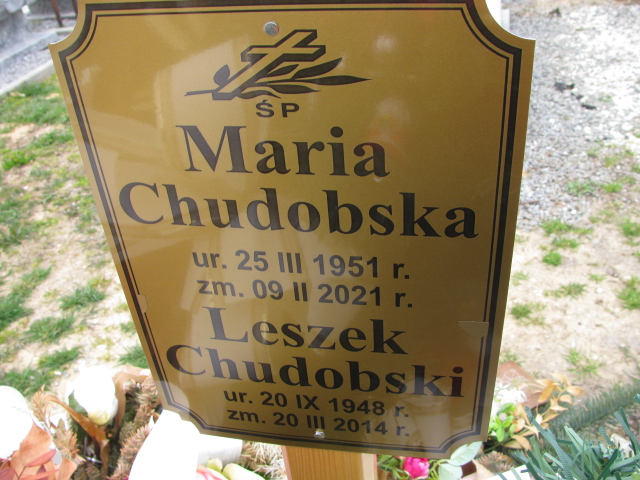 ŚP
Maria
Chudobska
ur. 25 III 1951 r.
zm. 09 II 2021 r.
Leszek
Chudobski
ur. 20 IX 1948 r.
zm. 20 III 2014 r.